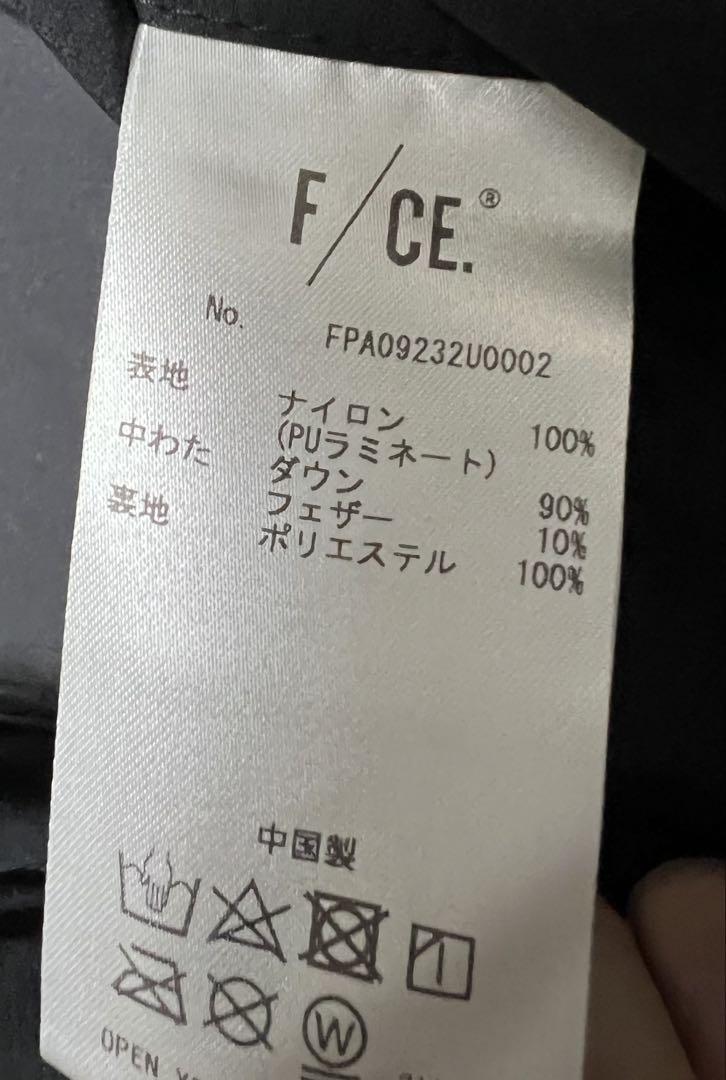 F/CE.®
No. FPA09232U0002
表地 ナイロン 100%
(PUラミネート)
中わた ダウン 90%
フェザー 10%
裏地 ポリエステル 100%
中国製
W
OPEN